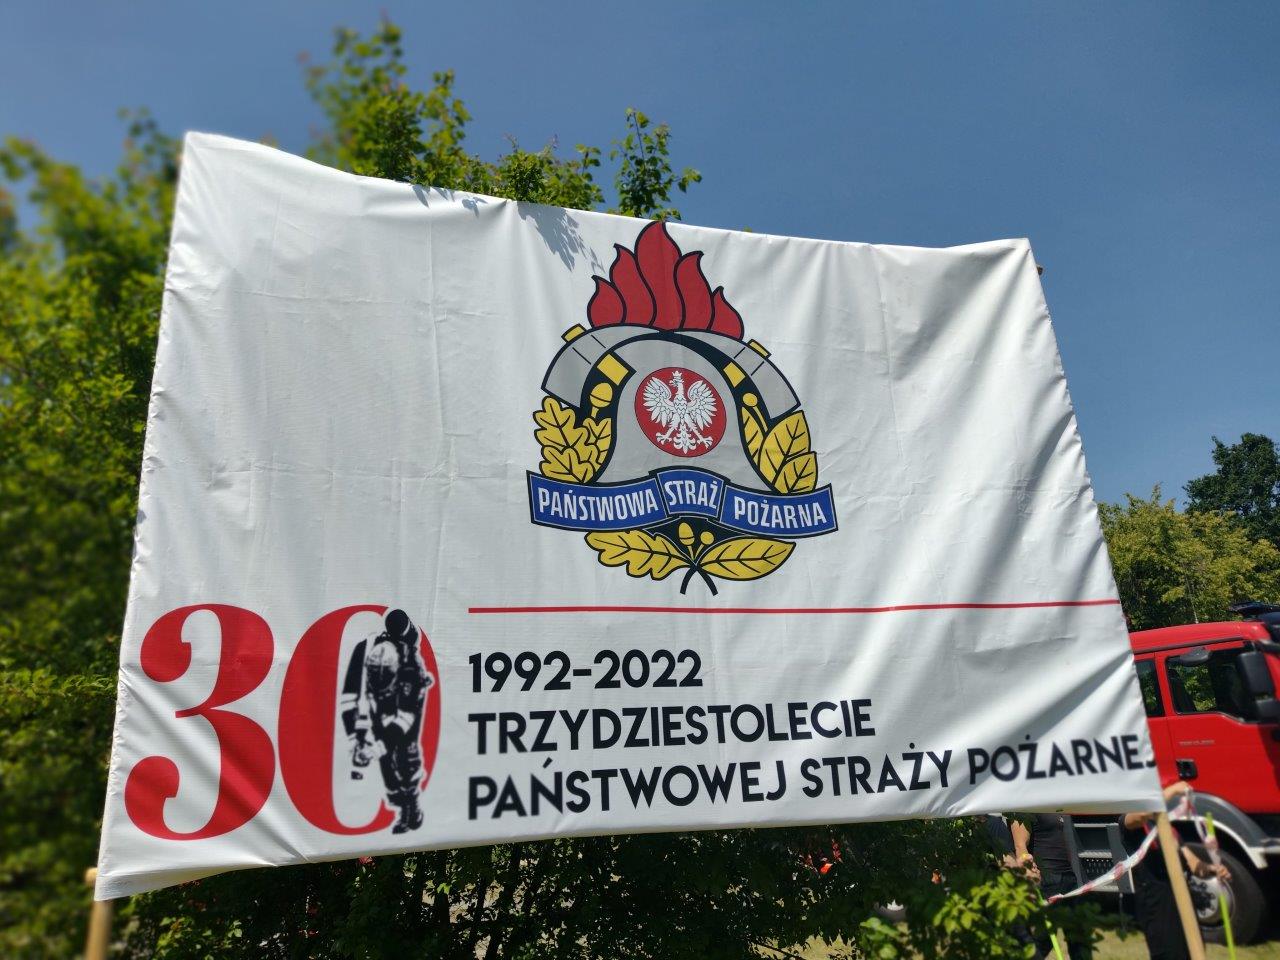 PAŃSTWOWA STRAŻ POŻARNA
30
1992-2022
TRZYDZIESTOLECIE
PAŃSTWOWEJ STRAŻY POŻARNEJ